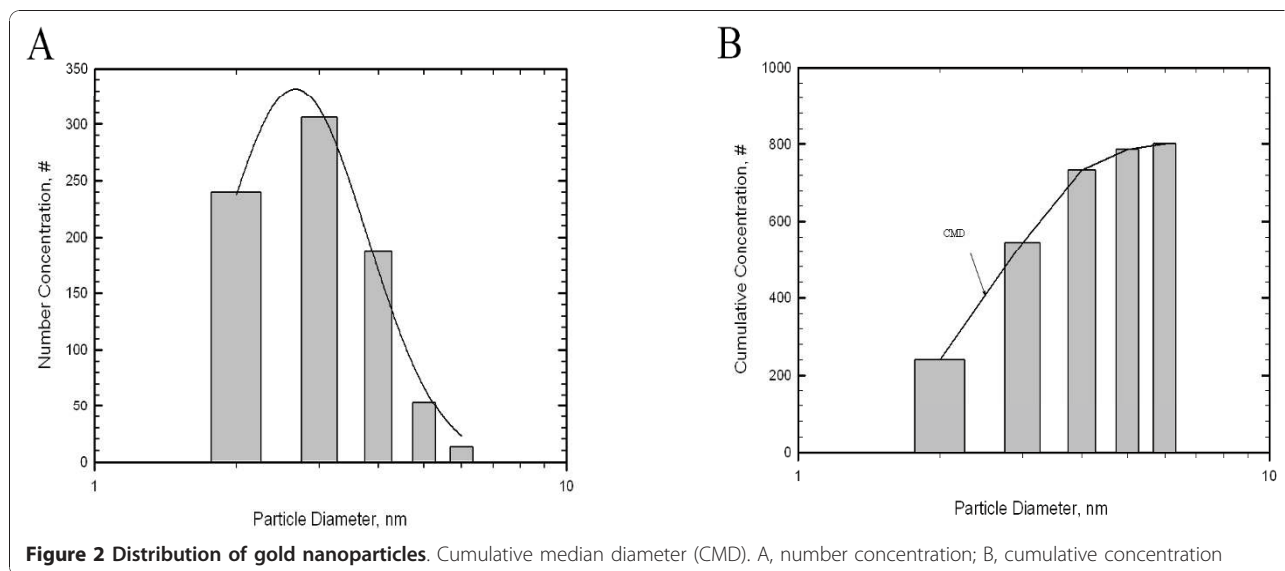 A
350
300
250
200
150
100
50
0
Number Concentration, #
1
10
Particle Diameter, nm
B
1000
800
600
400
200
0
Cumulative Concentration, #
CMD
1
10
Particle Diameter, nm
Figure 2 Distribution of gold nanoparticles. Cumulative median diameter (CMD). A, number concentration; B, cumulative concentration